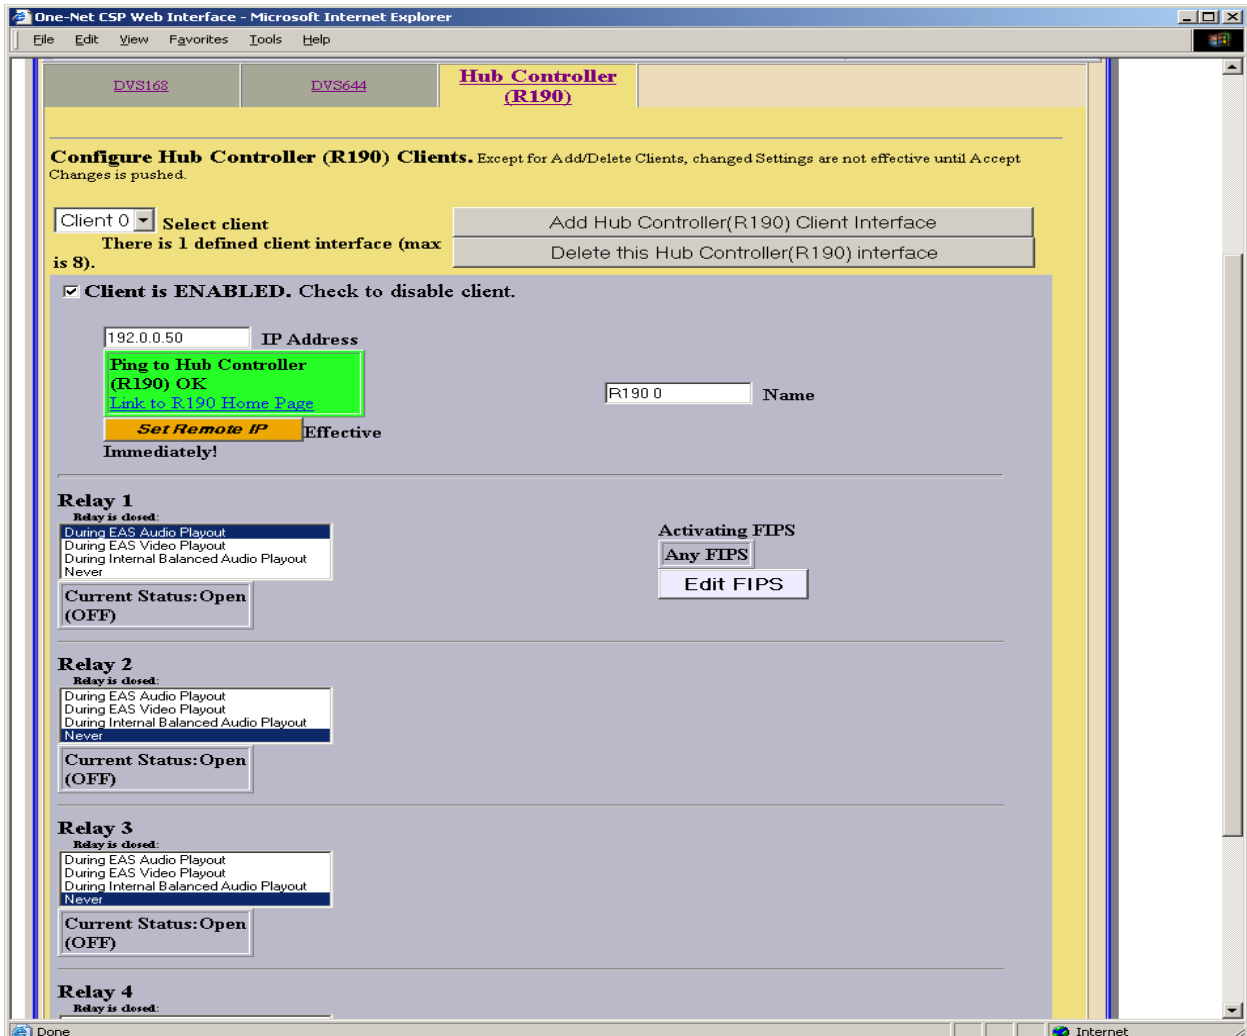 One-Net CSP Web Interface - Microsoft Internet Explorer
File Edit View Favorites Tools Help
DVS168 DVS644 Hub Controller
(R190)
Configure Hub Controller (R190) Clients. Except for Add/Delete Clients, changed Settings are not effective until Accept
Changes is pushed.
Client 0 Select client
There is 1 defined client interface (max
is 8).
Add Hub Controller(R190) Client Interface
Delete this Hub Controller(R190) interface
Client is ENABLED. Check to disable client.
192.0.0.50 IP Address
Ping to Hub Controller
(R190) OK
Link to R190 Home Page
Set Remote IP Effective
Immediately!
R190 0 Name
Relay 1
Relay is closed:
During EAS Audio Playout
During EAS Video Playout
During Internal Balanced Audio Playout
Never
Current Status: Open
(OFF)
Activating FIPS
Any FIPS
Edit FIPS
Relay 2
Relay is closed:
During EAS Audio Playout
During EAS Video Playout
During Internal Balanced Audio Playout
Never
Current Status: Open
(OFF)
Relay 3
Relay is closed:
During EAS Audio Playout
During EAS Video Playout
During Internal Balanced Audio Playout
Never
Current Status: Open
(OFF)
Relay 4
Relay is closed:
Done Internet